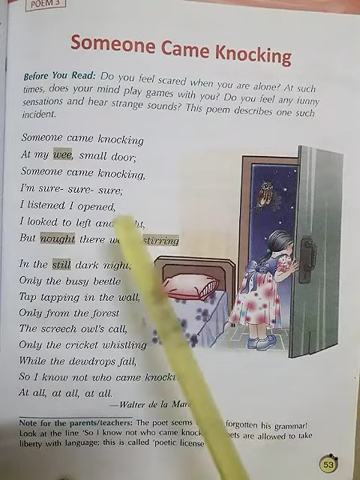 POEM 3
Someone Came Knocking
Before You Read: Do you feel scared when you are alone? At such
times, does your mind play games with you? Do you feel any funny
sensations and hear strange sounds? This poem describes one such
incident.
Someone came knocking
At my wee, small door;
Someone came knocking,
I'm sure- sure- sure;
I listened I opened,
I looked to left and
But nought there stirring
In the still dark night,
Only the busy beetle
Tap tapping in the wall,
Only from the forest
The screech owl's call,
Only the cricket whistling
While the dewdrops fall,
So I know not who came
At all, at all, at all.
—Walter de la Mare
Note for the parents/teachers: The poet seems forgotten his grammar!
Look at the line 'So I know not who came are allowed to take
liberty with language; this is called 'poetic license
53